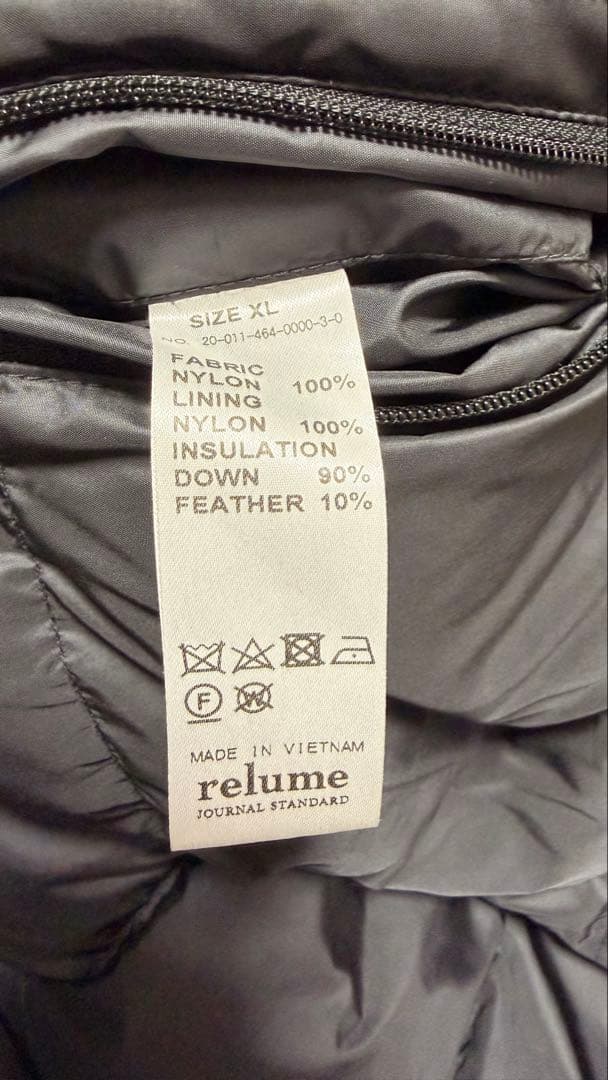 SIZE XL
NO. 20-011-464-0000-3-0
FABRIC
NYLON 100%
LINING
NYLON 100%
INSULATION
DOWN 90%
FEATHER 10%
F W
MADE IN VIETNAM
relume
JOURNAL STANDARD